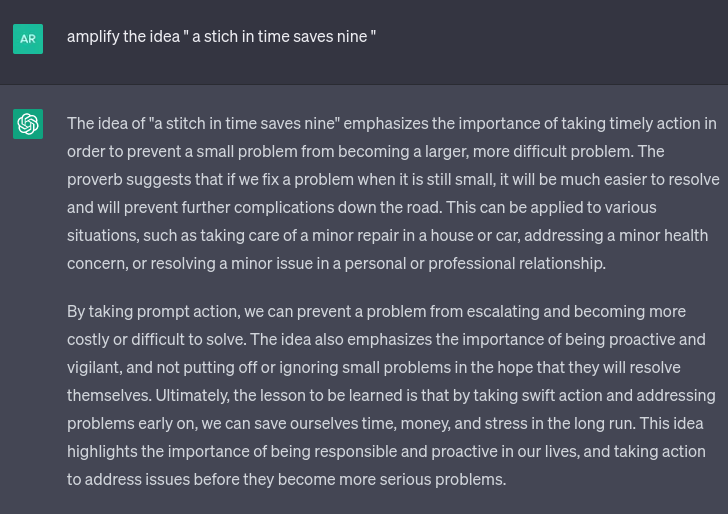 AR
amplify the idea " a stich in time saves nine "
The idea of "a stitch in time saves nine" emphasizes the importance of taking timely action in
order to prevent a small problem from becoming a larger, more difficult problem. The
proverb suggests that if we fix a problem when it is still small, it will be much easier to resolve
and will prevent further complications down the road. This can be applied to various
situations, such as taking care of a minor repair in a house or car, addressing a minor health
concern, or resolving a minor issue in a personal or professional relationship.
By taking prompt action, we can prevent a problem from escalating and becoming more
costly or difficult to solve. The idea also emphasizes the importance of being proactive and
vigilant, and not putting off or ignoring small problems in the hope that they will resolve
themselves. Ultimately, the lesson to be learned is that by taking swift action and addressing
problems early on, we can save ourselves time, money, and stress in the long run. This idea
highlights the importance of being responsible and proactive in our lives, and taking action
to address issues before they become more serious problems.